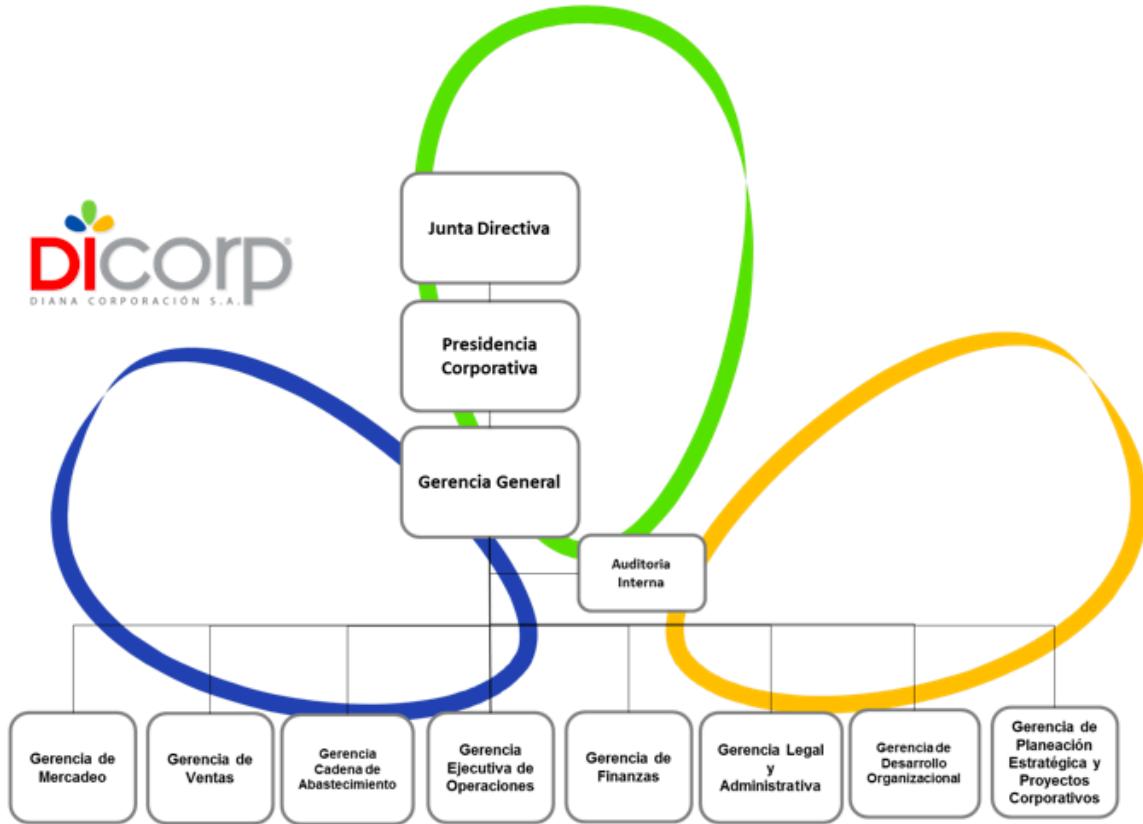 Junta Directiva
DICORP®
DIANA CORPORACIÓN S.A.
Presidencia
Corporativa
Gerencia General
Auditoria
Interna
Gerencia de
Mercadeo
Gerencia de
Ventas
Gerencia
Cadena de
Abastecimiento
Gerencia
Ejecutiva de
Operaciones
Gerencia de
Finanzas
Gerencia Legal
y
Administrativa
Gerencia de
Desarrollo
Organizacional
Gerencia de
Planeación
Estratégica y
Proyectos
Corporativos